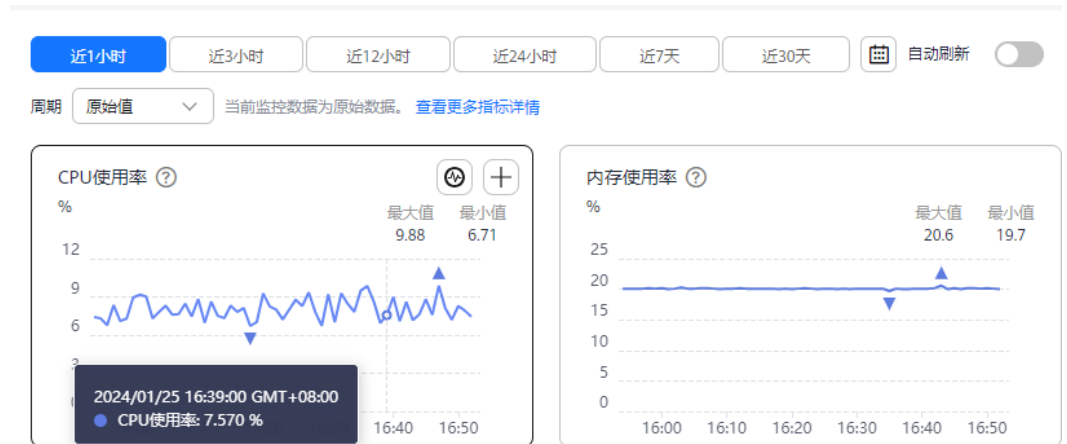 近1小时 近3小时 近12小时 近24小时 近7天 近30天 自动刷新
周期 原始值 当前监控数据为原始数据。 查看更多指标详情
CPU使用率
%
最大值 最小值
9.88 6.71
12
9
6
3
2024/01/25 16:39:00 GMT+08:00
CPU使用率: 7.570 %
16:40 16:50
内存使用率
%
最大值 最小值
20.6 19.7
25
20
15
10
5
0
16:00 16:10 16:20 16:30 16:40 16:50